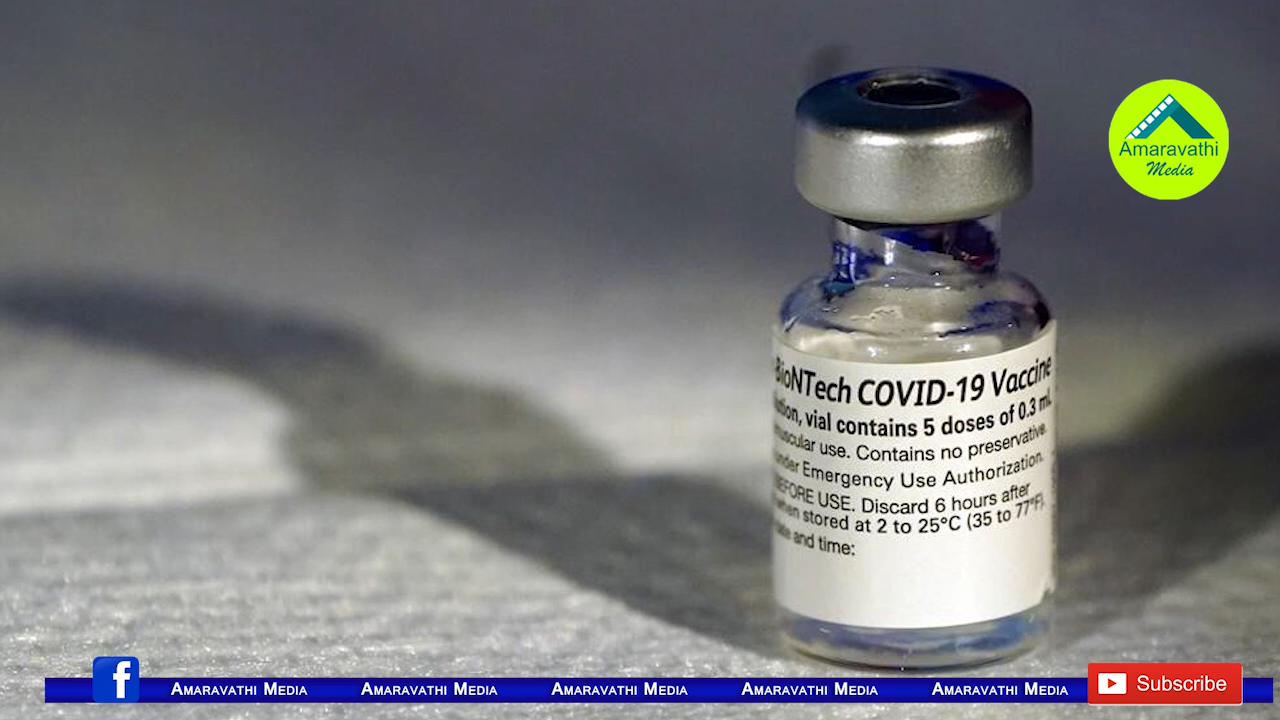 Amaravathi
Media
BioNTech COVID-19 Vaccine
vial contains 5 doses of 0.3 mL
use. Contains no preservative.
Emergency Use Authorization.
BEFORE USE. Discard 6 hours after
when stored at 2 to 25°C (35 to 77°F).
and time:
f Amaravathi Media Amaravathi Media Amaravathi Media Amaravathi Media Amaravathi Media Subscribe